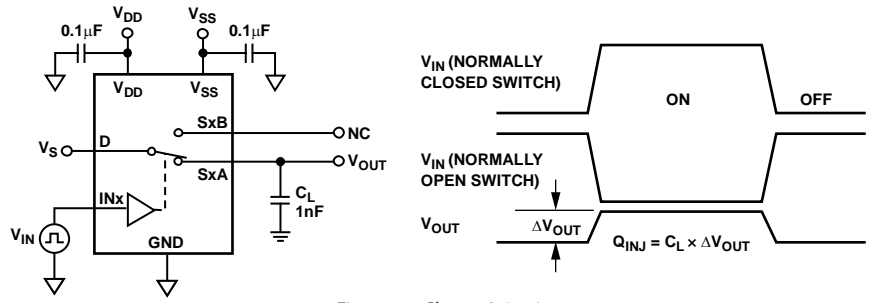 VDD
VSS
0.1µF
0.1µF
VDD
VSS
SxB
NC
VS
D
SxA
VOUT
CL
1nF
INx
VIN
GND
VIN (NORMALLY
CLOSED SWITCH)
ON
OFF
VIN (NORMALLY
OPEN SWITCH)
VOUT
ΔVOUT
QINJ = CL × ΔVOUT